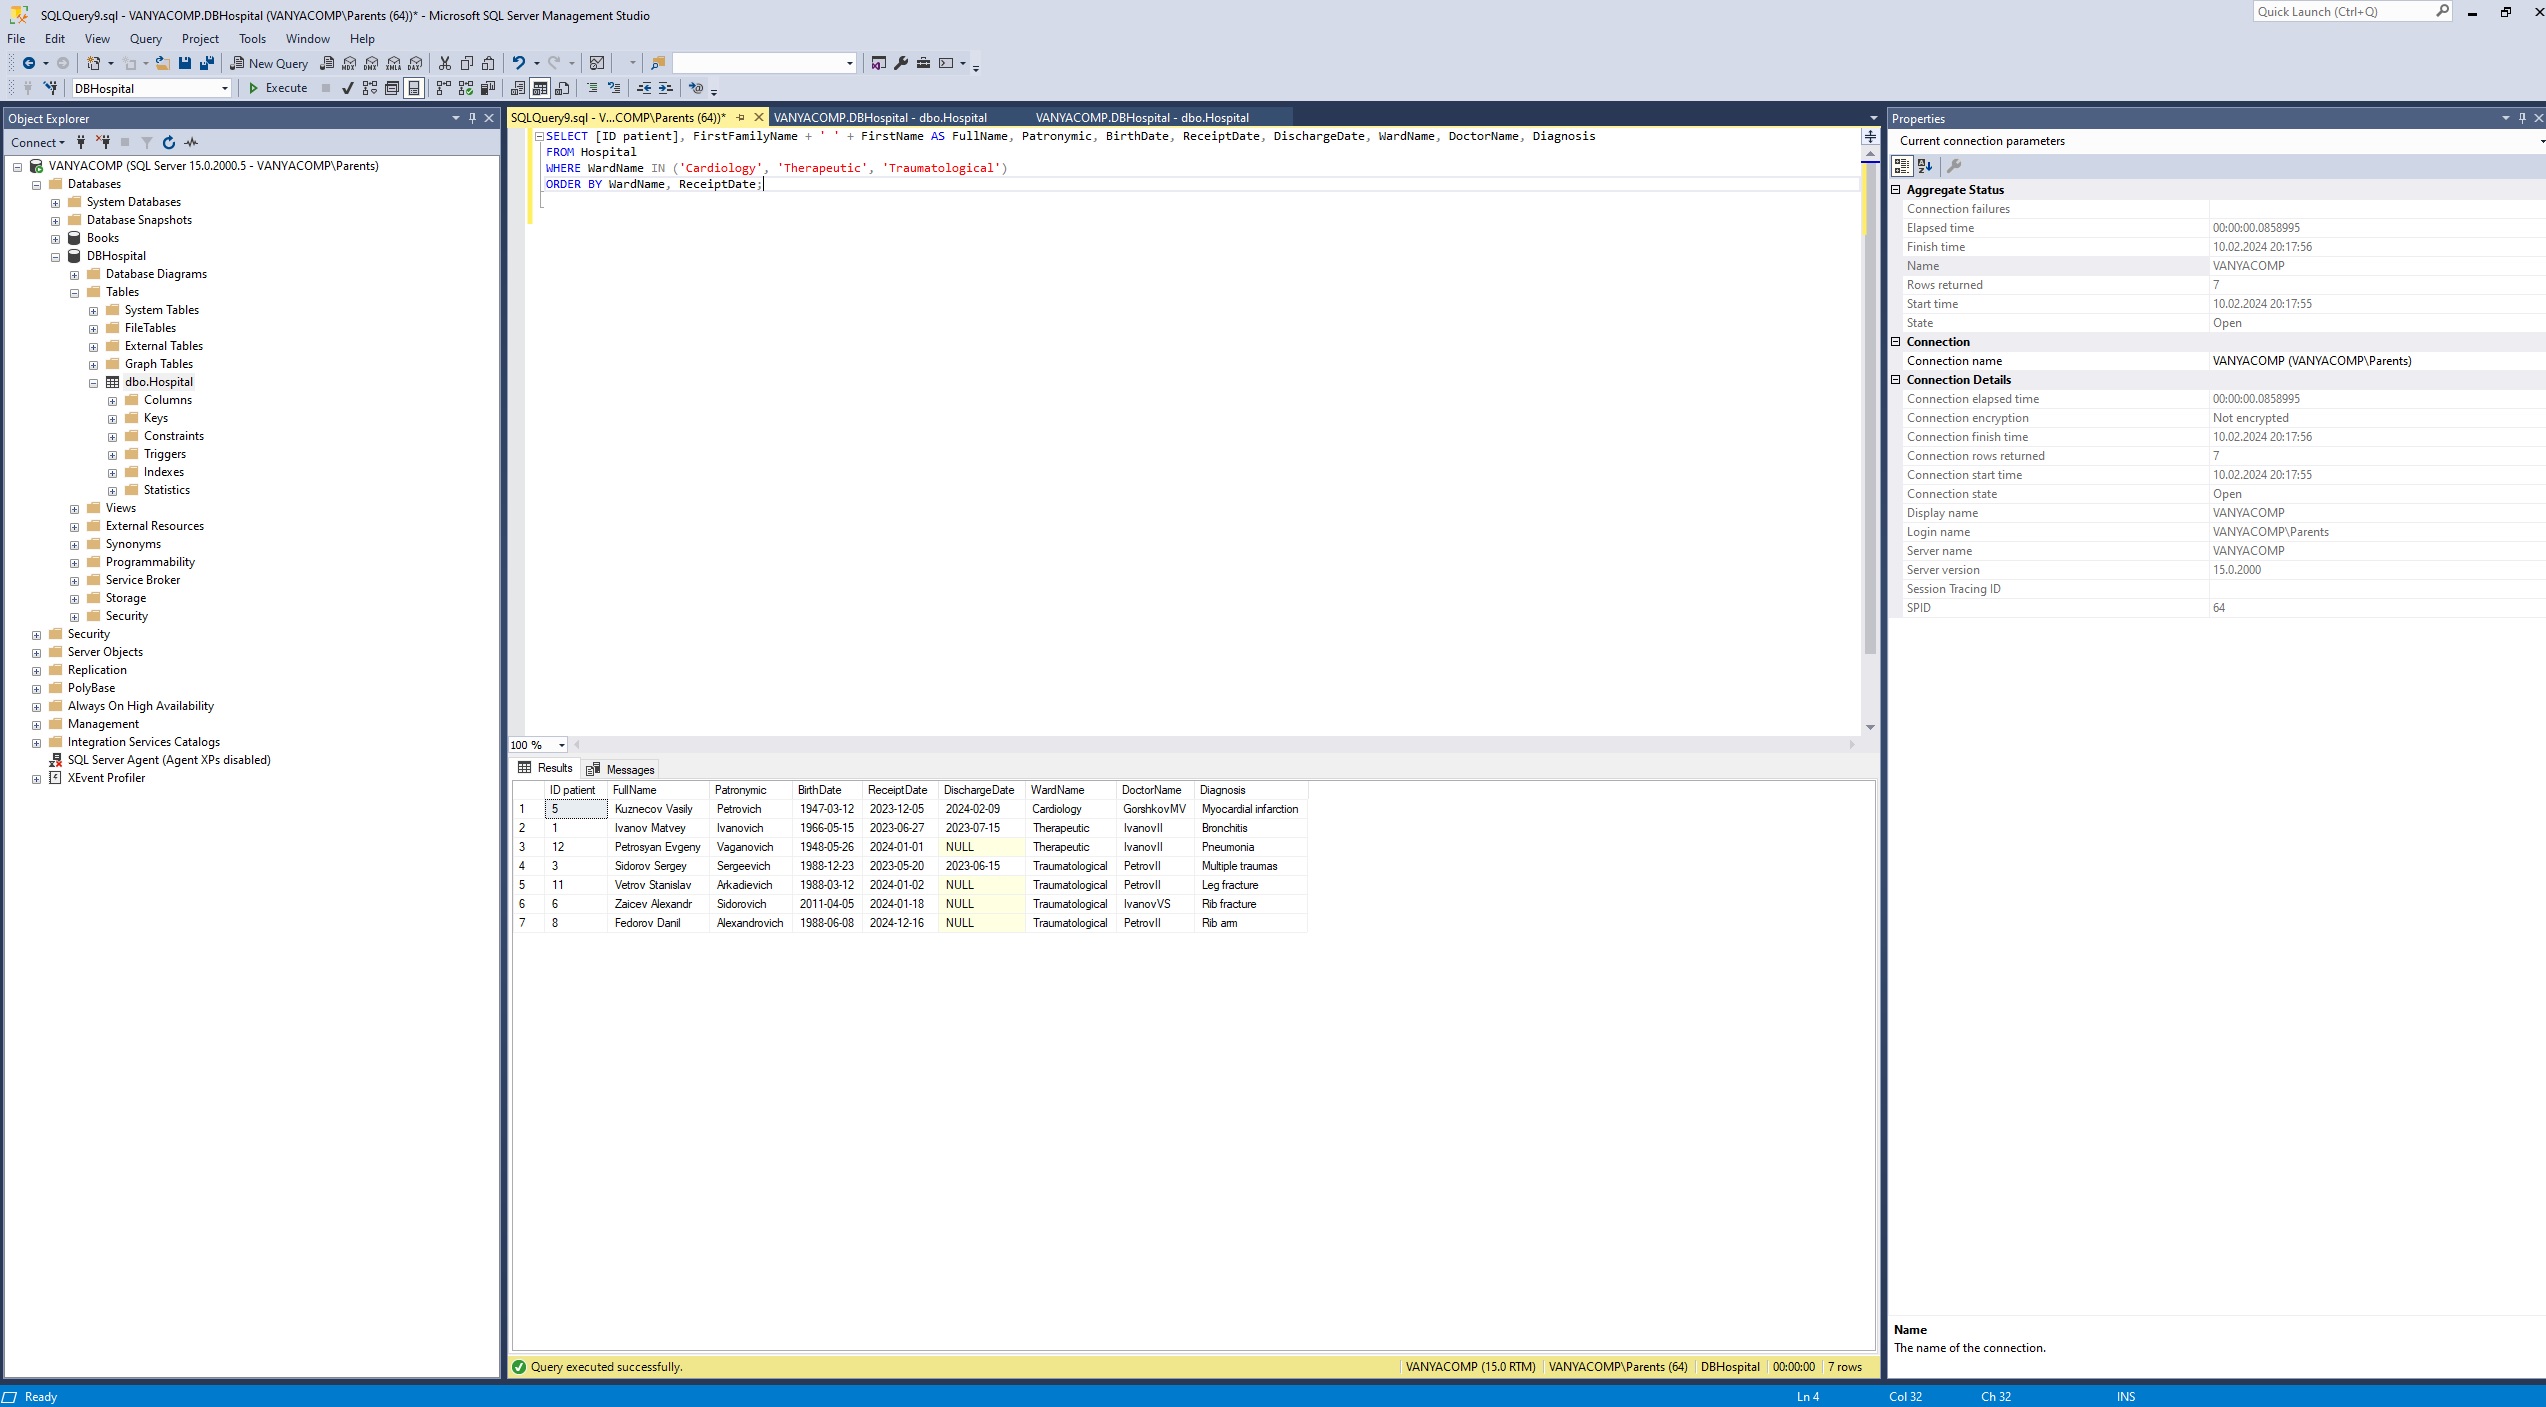 SQLQuery9.sql - VANYACOMP.DBHospital (VANYACOMP\Parents (64))* - Microsoft SQL Server Management Studio
Quick Launch (Ctrl+Q)
File Edit View Query Project Tools Window Help
New Query
DBHospital Execute
Object Explorer
Connect
VANYACOMP (SQL Server 15.0.2000.5 - VANYACOMP\Parents)
Databases
System Databases
Database Snapshots
Books
DBHospital
Database Diagrams
Tables
System Tables
FileTables
External Tables
Graph Tables
dbo.Hospital
Columns
Keys
Constraints
Triggers
Indexes
Statistics
Views
External Resources
Synonyms
Programmability
Service Broker
Storage
Security
Security
Server Objects
Replication
PolyBase
Always On High Availability
Management
Integration Services Catalogs
SQL Server Agent (Agent XPs disabled)
XEvent Profiler
SQLQuery9.sql - V...COMP\Parents (64))* VANYACOMP.DBHospital - dbo.Hospital VANYACOMP.DBHospital - dbo.Hospital
SELECT [ID patient], FirstFamilyName + ' ' + FirstName AS FullName, Patronymic, BirthDate, ReceiptDate, DischargeDate, WardName, DoctorName, Diagnosis
FROM Hospital
WHERE WardName IN ('Cardiology', 'Therapeutic', 'Traumatological')
ORDER BY WardName, ReceiptDate;
100 %
Results Messages
ID patient FullName Patronymic BirthDate ReceiptDate DischargeDate WardName DoctorName Diagnosis
1 5 Kuznecov Vasily Petrovich 1947-03-12 2023-12-05 2024-02-09 Cardiology GorshkovMV Myocardial infarction
2 1 Ivanov Matvey Ivanovich 1966-05-15 2023-06-27 2023-07-15 Therapeutic IvanovII Bronchitis
3 12 Petrosyan Evgeny Vaganovich 1948-05-26 2024-01-01 NULL Therapeutic IvanovII Pneumonia
4 3 Sidorov Sergey Sergeevich 1988-12-23 2023-05-20 2023-06-15 Traumatological PetrovII Multiple traumas
5 11 Vetrov Stanislav Arkadievich 1988-03-12 2024-01-02 NULL Traumatological PetrovII Leg fracture
6 6 Zaicev Alexandr Sidorovich 2011-04-05 2024-01-18 NULL Traumatological IvanovVS Rib fracture
7 8 Fedorov Danil Alexandrovich 1988-06-08 2024-12-16 NULL Traumatological PetrovII Rib arm
Query executed successfully. VANYACOMP (15.0 RTM) VANYACOMP\Parents (64) DBHospital 00:00:00 7 rows
Properties
Current connection parameters
Aggregate Status
Connection failures
Elapsed time 00:00:00.0858995
Finish time 10.02.2024 20:17:56
Name VANYACOMP
Rows returned 7
Start time 10.02.2024 20:17:55
State Open
Connection
Connection name VANYACOMP (VANYACOMP\Parents)
Connection Details
Connection elapsed time 00:00:00.0858995
Connection encryption Not encrypted
Connection finish time 10.02.2024 20:17:56
Connection rows returned 7
Connection start time 10.02.2024 20:17:55
Connection state Open
Display name VANYACOMP
Login name VANYACOMP\Parents
Server name VANYACOMP
Server version 15.0.2000
Session Tracing ID
SPID 64
Name
The name of the connection.
Ready Ln 4 Col 32 Ch 32 INS